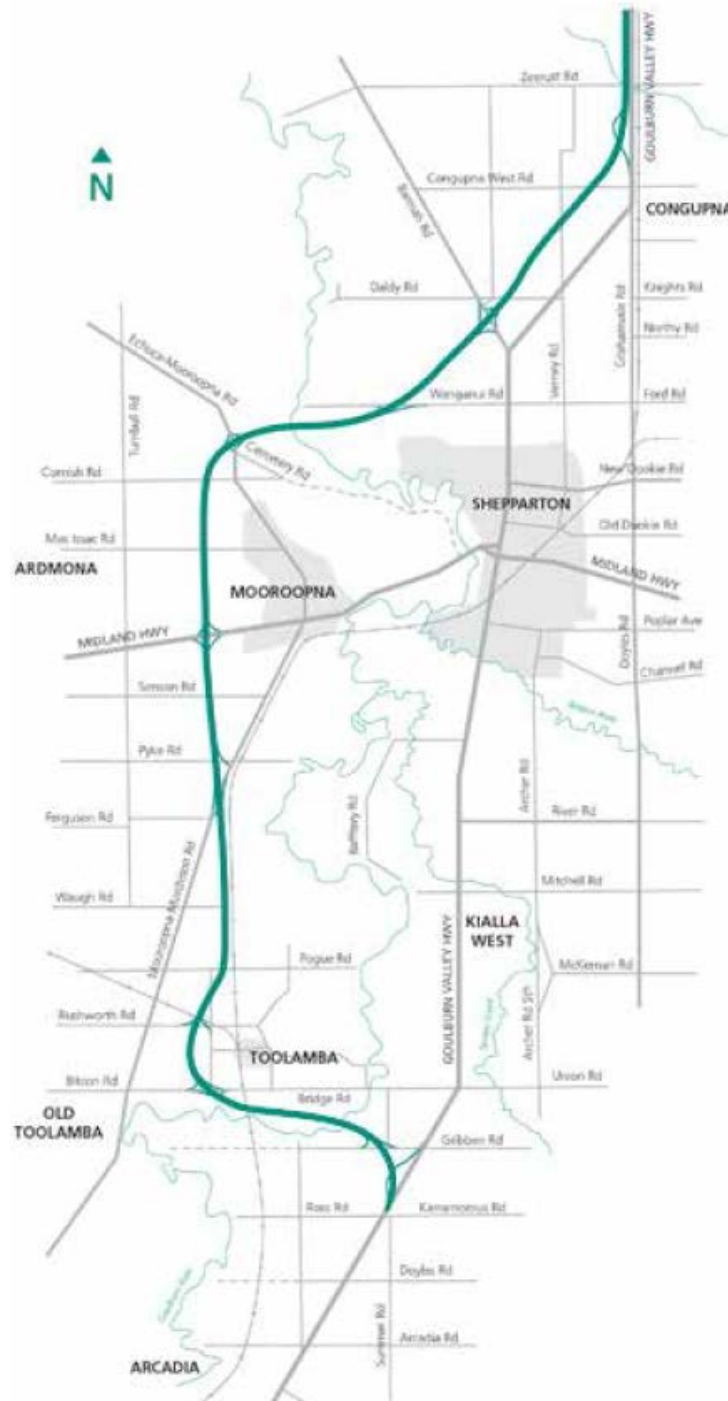 GOULBURN VALLEY HWY
Zeerust Rd
N
Barmah Rd
Congupna West Rd
CONGUPNA
Daldy Rd
Knights Rd
Grahamvale Rd
Northy Rd
Verney Rd
Echuca-Mooroopna Rd
Turnbull Rd
Wanganui Rd
Ford Rd
Cemetery Rd
Cornish Rd
New Dookie Rd
SHEPPARTON
Old Dookie Rd
Mac Isaac Rd
ARDMONA
MOOROOPNA
MIDLAND HWY
MIDLAND HWY
Doyles Rd
Poplar Ave
Channel Rd
Simson Rd
Pyke Rd
Archer Rd
Raftery Rd
Ferguson Rd
River Rd
Mooroopna Murchison Rd
Waugh Rd
Mitchell Rd
KIALLA
WEST
GOULBURN VALLEY HWY
Pogue Rd
McKernan Rd
Archer Rd Sth
Rushworth Rd
TOOLAMBA
Bitcon Rd
Bridge Rd
Union Rd
OLD
TOOLAMBA
Gribben Rd
Ross Rd
Karramomus Rd
Doyles Rd
Summer Rd
Arcadia Rd
ARCADIA